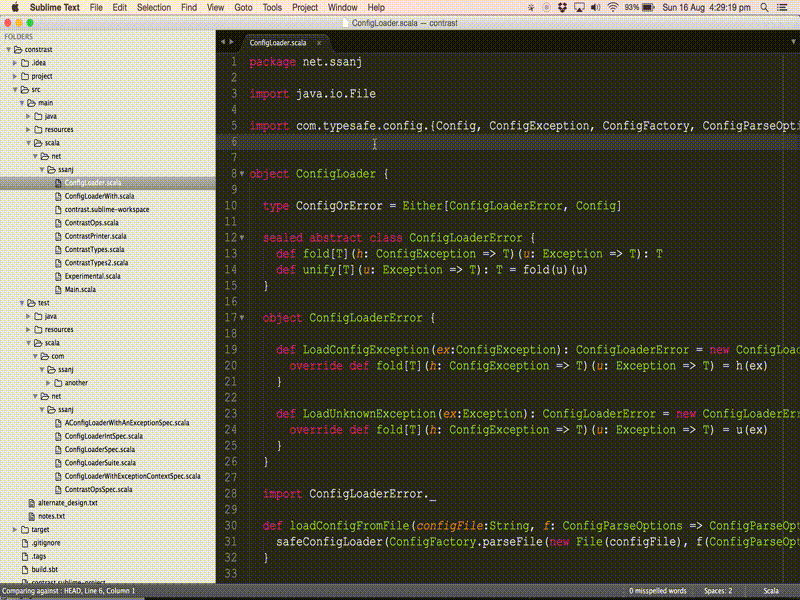 Sublime Text File Edit Selection Find View Goto Tools Project Window Help 93% Sun 16 Aug 4:29:19 pm
ConfigLoader.scala — contrast
FOLDERS
constrast
.idea
project
src
main
java
resources
scala
net
ssanj
ConfigLoader.scala
ConfigLoaderWith.scala
contrast.sublime-workspace
ContrastOps.scala
ContrastPrinter.scala
ContrastTypes.scala
ContrastTypes2.scala
Experimental.scala
Main.scala
test
java
resources
scala
com
ssanj
another
net
ssanj
AConfigLoaderWithAnExceptionSpec.scala
ConfigLoaderIntSpec.scala
ConfigLoaderSpec.scala
ConfigLoaderSuite.scala
ConfigLoaderWithExceptionContextSpec.scala
ContrastOpsSpec.scala
alternate_design.txt
notes.txt
target
.gitignore
.tags
build.sbt
contrast.sublime-project
ConfigLoader.scala ×
1 package net.ssanj
2
3 import java.io.File
4
5 import com.typesafe.config.{Config, ConfigException, ConfigFactory, ConfigParseOpti
6
7
8 object ConfigLoader {
9
10 type ConfigOrError = Either[ConfigLoaderError, Config]
11
12 sealed abstract class ConfigLoaderError {
13 def fold[T](h: ConfigException => T)(u: Exception => T): T
14 def unify[T](u: Exception => T): T = fold(u)(u)
15 }
16
17 object ConfigLoaderError {
18
19 def LoadConfigException(ex:ConfigException): ConfigLoaderError = new ConfigLoad
20 override def fold[T](h: ConfigException => T)(u: Exception => T) = h(ex)
21 }
22
23 def LoadUnknownException(ex:Exception): ConfigLoaderError = new ConfigLoaderErr
24 override def fold[T](h: ConfigException => T)(u: Exception => T) = u(ex)
25 }
26 }
27
28 import ConfigLoaderError._
29
30 def loadConfigFromFile(configFile:String, f: ConfigParseOptions => ConfigParseOpt
31 safeConfigLoader(ConfigFactory.parseFile(new File(configFile), f(ConfigParseOpt
32 }
33
Comparing against : HEAD, Line 6, Column 1 0 misspelled words Spaces: 2 Scala